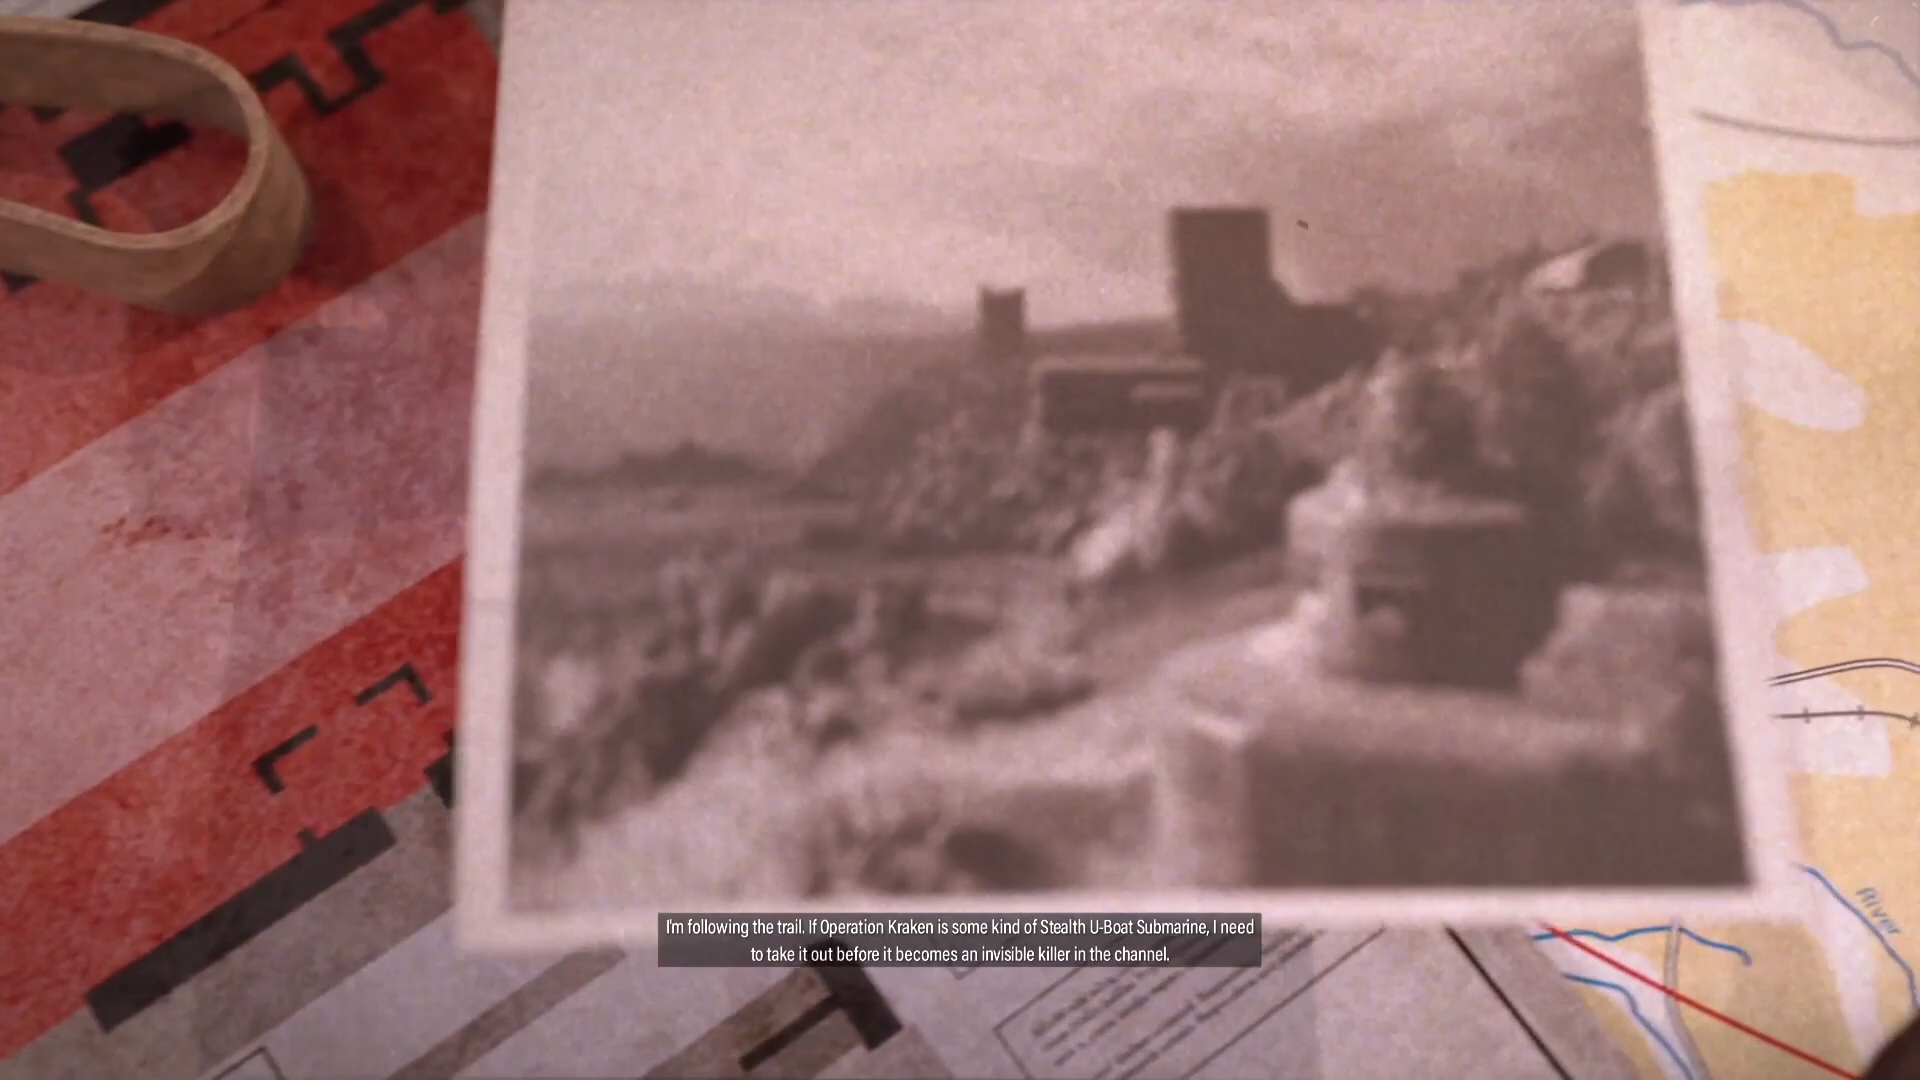 River
I'm following the trail. If Operation Kraken is some kind of Stealth U-Boat Submarine, I need
to take it out before it becomes an invisible killer in the channel.